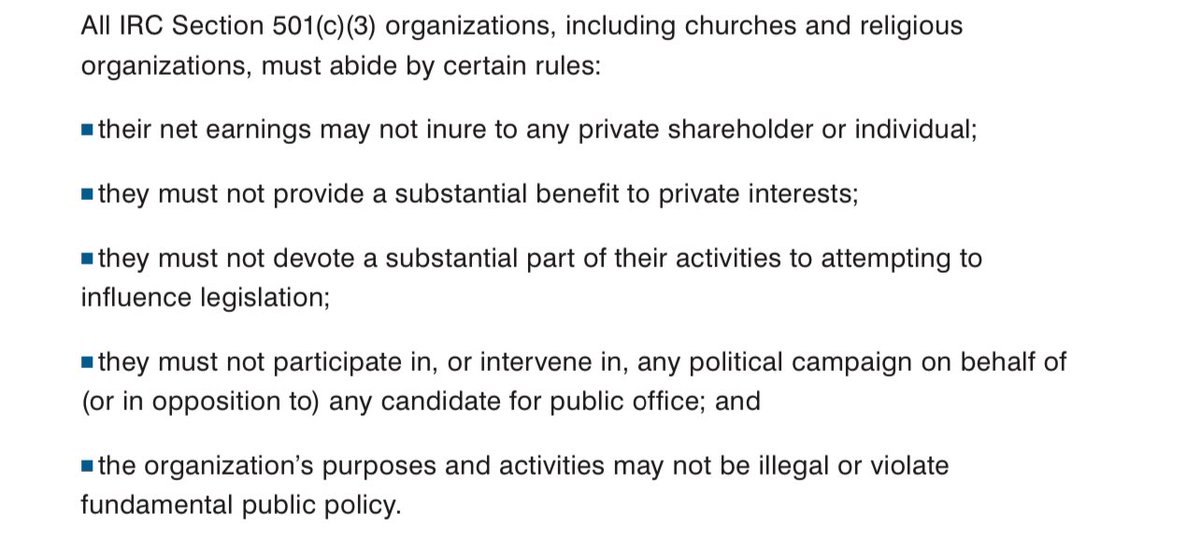 All IRC Section 501(c)(3) organizations, including churches and religious
organizations, must abide by certain rules:
■ their net earnings may not inure to any private shareholder or individual;
■ they must not provide a substantial benefit to private interests;
■ they must not devote a substantial part of their activities to attempting to
influence legislation;
■ they must not participate in, or intervene in, any political campaign on behalf of
(or in opposition to) any candidate for public office; and
■ the organization’s purposes and activities may not be illegal or violate
fundamental public policy.